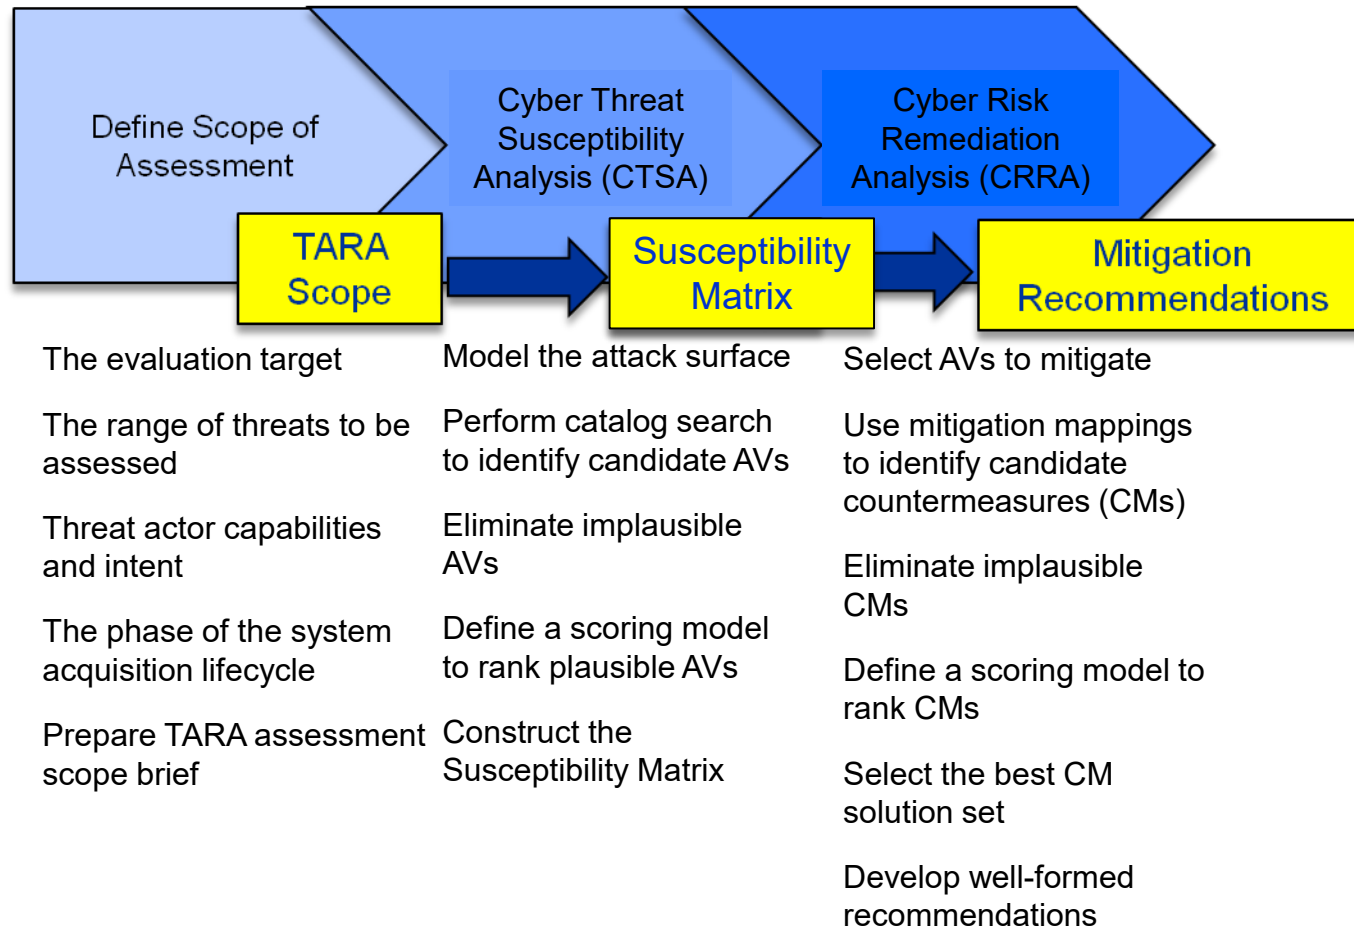 Define Scope of
Assessment
Cyber Threat
Susceptibility
Analysis (CTSA)
Cyber Risk
Remediation
Analysis (CRRA)
TARA
Scope
Susceptibility
Matrix
Mitigation
Recommendations
The evaluation target
The range of threats to be
assessed
Threat actor capabilities
and intent
The phase of the system
acquisition lifecycle
Prepare TARA assessment
scope brief
Model the attack surface
Perform catalog search
to identify candidate AVs
Eliminate implausible
AVs
Define a scoring model
to rank plausible AVs
Construct the
Susceptibility Matrix
Select AVs to mitigate
Use mitigation mappings
to identify candidate
countermeasures (CMs)
Eliminate implausible
CMs
Define a scoring model to
rank CMs
Select the best CM
solution set
Develop well-formed
recommendations